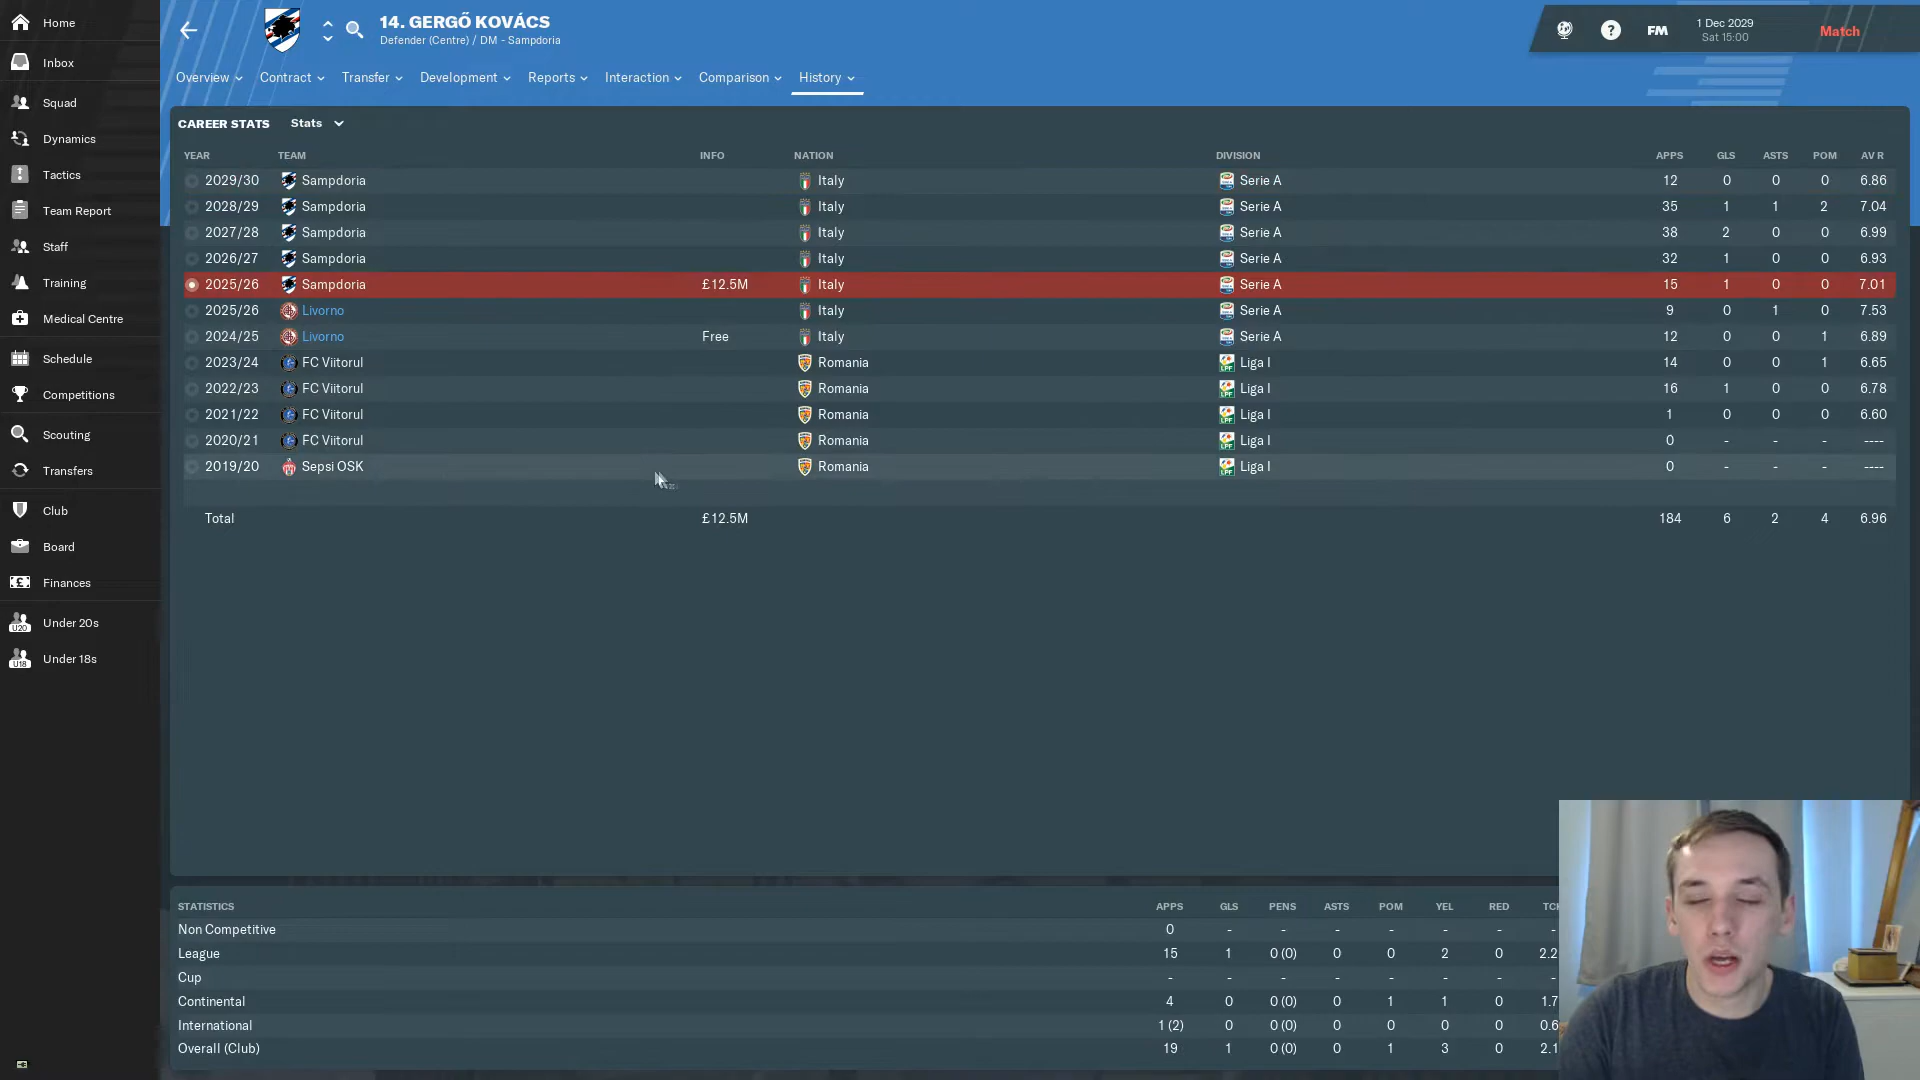 Home
Inbox
Squad
Dynamics
Tactics
Team Report
Staff
Training
Medical Centre
Schedule
Competitions
Scouting
Transfers
Club
Board
Finances
U20 Under 20s
U18 Under 18s
14. GERGŐ KOVÁCS
Defender (Centre) / DM - Sampdoria
? FM 1 Dec 2029 Match
Sat 15:00
Overview Contract Transfer Development Reports Interaction Comparison History
CAREER STATS Stats
YEAR TEAM INFO NATION DIVISION APPS GLS ASTS POM AV R
2029/30 Sampdoria Italy Serie A 12 0 0 0 6.86
2028/29 Sampdoria Italy Serie A 35 1 1 2 7.04
2027/28 Sampdoria Italy Serie A 38 2 0 0 6.99
2026/27 Sampdoria Italy Serie A 32 1 0 0 6.93
2025/26 Sampdoria £12.5M Italy Serie A 15 1 0 0 7.01
2025/26 Livorno Italy Serie A 9 0 1 0 7.53
2024/25 Livorno Free Italy Serie A 12 0 0 1 6.89
2023/24 FC Viitorul Romania LPF Liga I 14 0 0 1 6.65
2022/23 FC Viitorul Romania LPF Liga I 16 1 0 0 6.78
2021/22 FC Viitorul Romania LPF Liga I 1 0 0 0 6.60
2020/21 FC Viitorul Romania LPF Liga I 0 - - - ----
2019/20 Sepsi OSK Romania LPF Liga I 0 - - - ----
Total £12.5M 184 6 2 4 6.96
STATISTICS APPS GLS PENS ASTS POM YEL RED TCK
Non Competitive 0 - - - - - - -
League 15 1 0 (0) 0 0 2 0 2.2
Cup - - - - - - - -
Continental 4 0 0 (0) 0 1 1 0 1.7
International 1 (2) 0 0 (0) 0 0 0 0 0.6
Overall (Club) 19 1 0 (0) 0 1 3 0 2.1